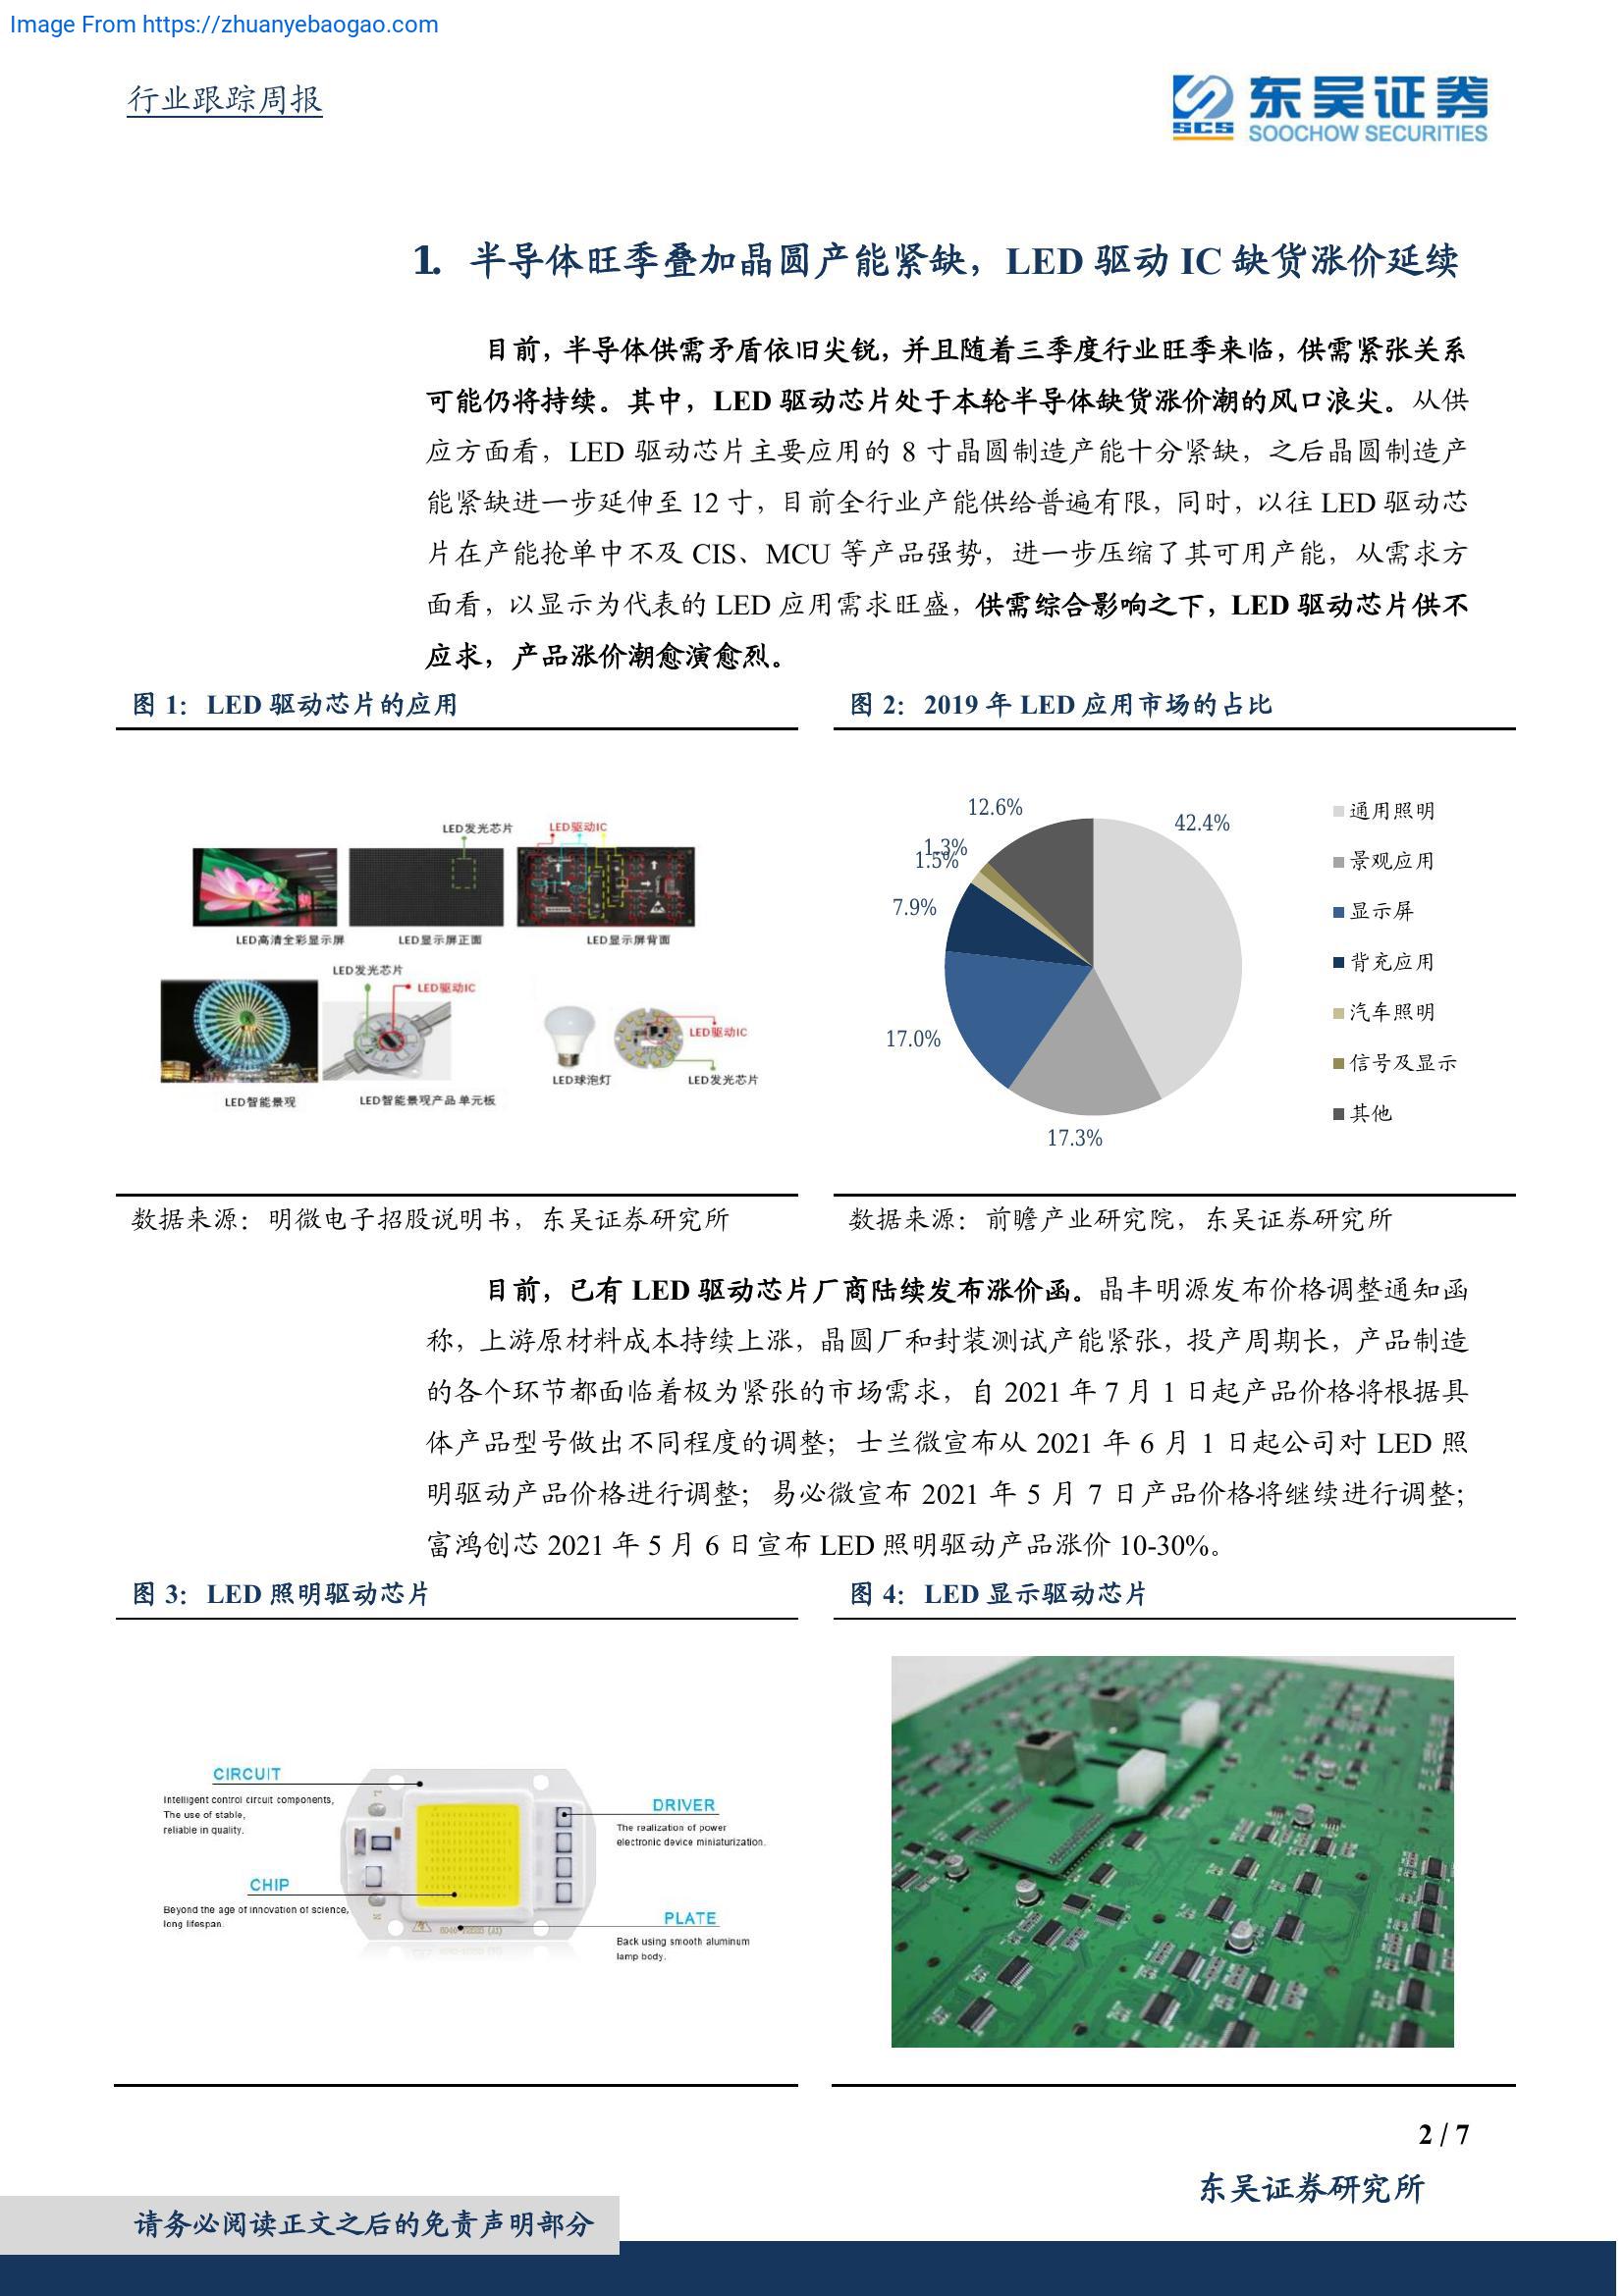 Image From https://zhuanyebaogao.com
行业跟踪周报
SCS 东吴证券
SOOCHOW SECURITIES
1. 半导体旺季叠加晶圆产能紧缺，LED 驱动 IC 缺货涨价延续
目前，半导体供需矛盾依旧尖锐，并且随着三季度行业旺季来临，供需紧张关系
可能仍将持续。其中，LED 驱动芯片处于本轮半导体缺货涨价潮的风口浪尖。从供
应方面看，LED 驱动芯片主要应用的 8 寸晶圆制造产能十分紧缺，之后晶圆制造产
能紧缺进一步延伸至 12 寸，目前全行业产能供给普遍有限，同时，以往 LED 驱动芯
片在产能抢单中不及 CIS、MCU 等产品强势，进一步压缩了其可用产能，从需求方
面看，以显示为代表的 LED 应用需求旺盛，供需综合影响之下，LED 驱动芯片供不
应求，产品涨价潮愈演愈烈。
图 1：LED 驱动芯片的应用
LED发光芯片
LED驱动IC
LED高清全彩显示屏
LED显示屏正面
LED显示屏背面
LED发光芯片
LED驱动IC
LED驱动IC
LED球泡灯
LED发光芯片
LED智能景观
LED智能景观产品 单元板
数据来源：明微电子招股说明书，东吴证券研究所
图 2：2019 年 LED 应用市场的占比
12.6%
42.4%
1.3%
1.5%
7.9%
17.0%
17.3%
通用照明
景观应用
显示屏
背充应用
汽车照明
信号及显示
其他
数据来源：前瞻产业研究院，东吴证券研究所
目前，已有 LED 驱动芯片厂商陆续发布涨价函。晶丰明源发布价格调整通知函
称，上游原材料成本持续上涨，晶圆厂和封装测试产能紧张，投产周期长，产品制造
的各个环节都面临着极为紧张的市场需求，自 2021 年 7 月 1 日起产品价格将根据具
体产品型号做出不同程度的调整；士兰微宣布从 2021 年 6 月 1 日起公司对 LED 照
明驱动产品价格进行调整；易必微宣布 2021 年 5 月 7 日产品价格将继续进行调整；
富鸿创芯 2021 年 5 月 6 日宣布 LED 照明驱动产品涨价 10-30%。
图 3：LED 照明驱动芯片
CIRCUIT
Intelligent control circuit components,
The use of stable,
reliable in quality.
DRIVER
The realization of power
electronic device miniaturization.
CHIP
Beyond the age of innovation of science,
long lifespan.
PLATE
Back using smooth aluminum
lamp body.
图 4：LED 显示驱动芯片
2 / 7
东吴证券研究所
请务必阅读正文之后的免责声明部分